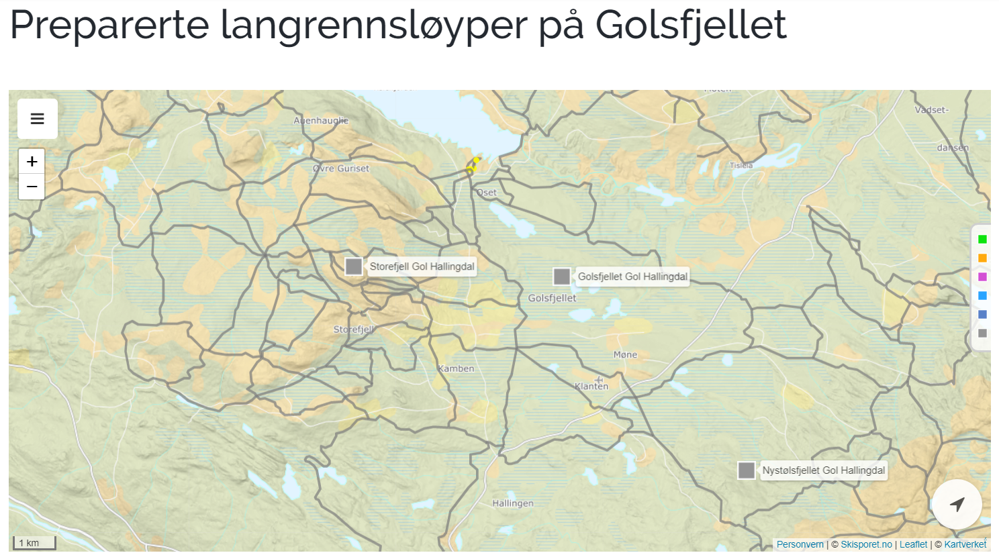 Preparerte langrennsløyper på Golsfjellet
Auenhauglie
Vadset-
dansen
Øvre Guriset
Tisleia
+
−
Oset
Storefjell Gol Hallingdal
Golsfjellet Gol Hallingdal
Golsfjellet
Storefjell
Møne
Kamben
Klanten
Nystølsfjellet Gol Hallingdal
Hallingen
1 km
Personvern | © Skisporet.no | Leaflet | © Kartverket